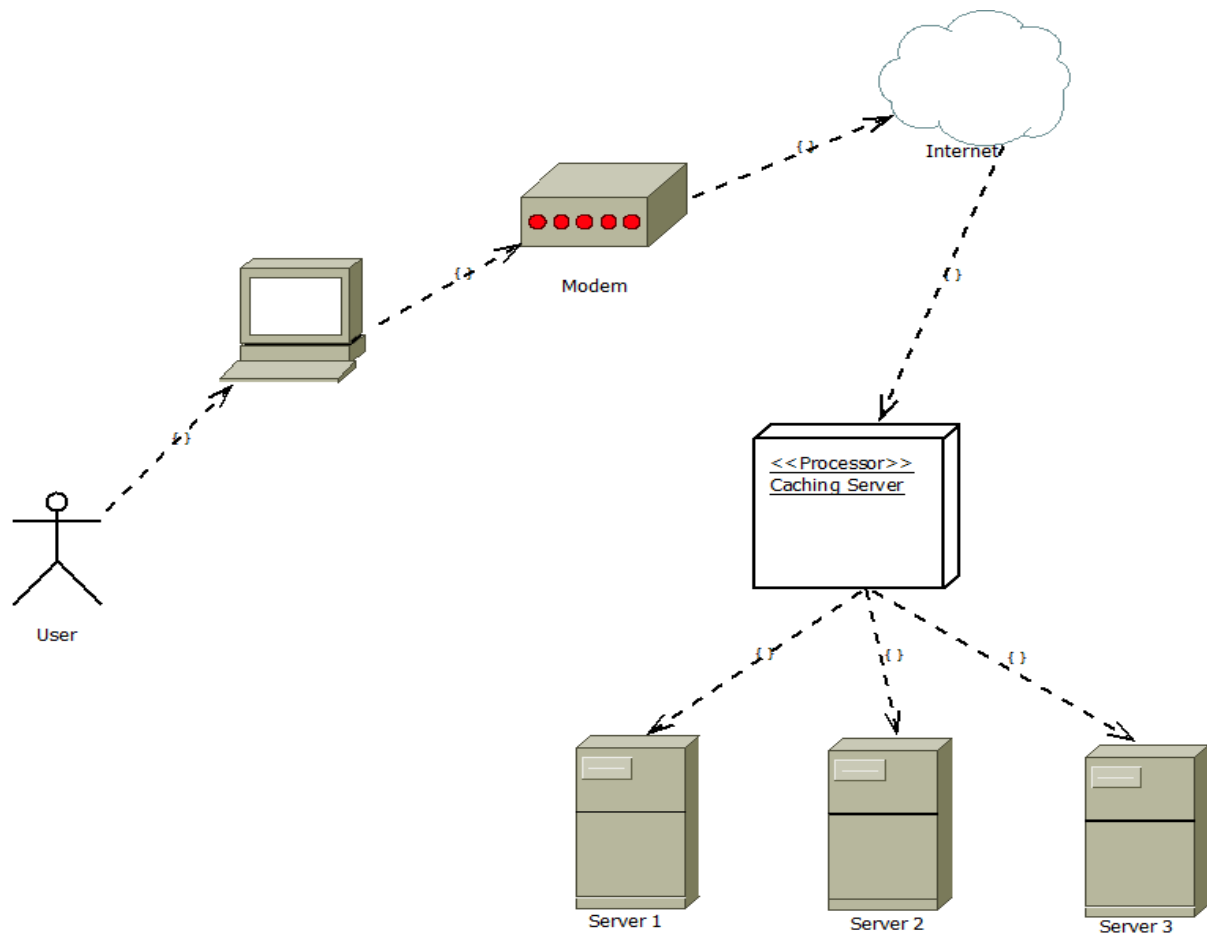 Internet
{ }
Modem
{ }
{ }
{ }
{ }
<<Processor>>
Caching Server
User
{ }
{ }
{ }
Server 1
Server 2
Server 3